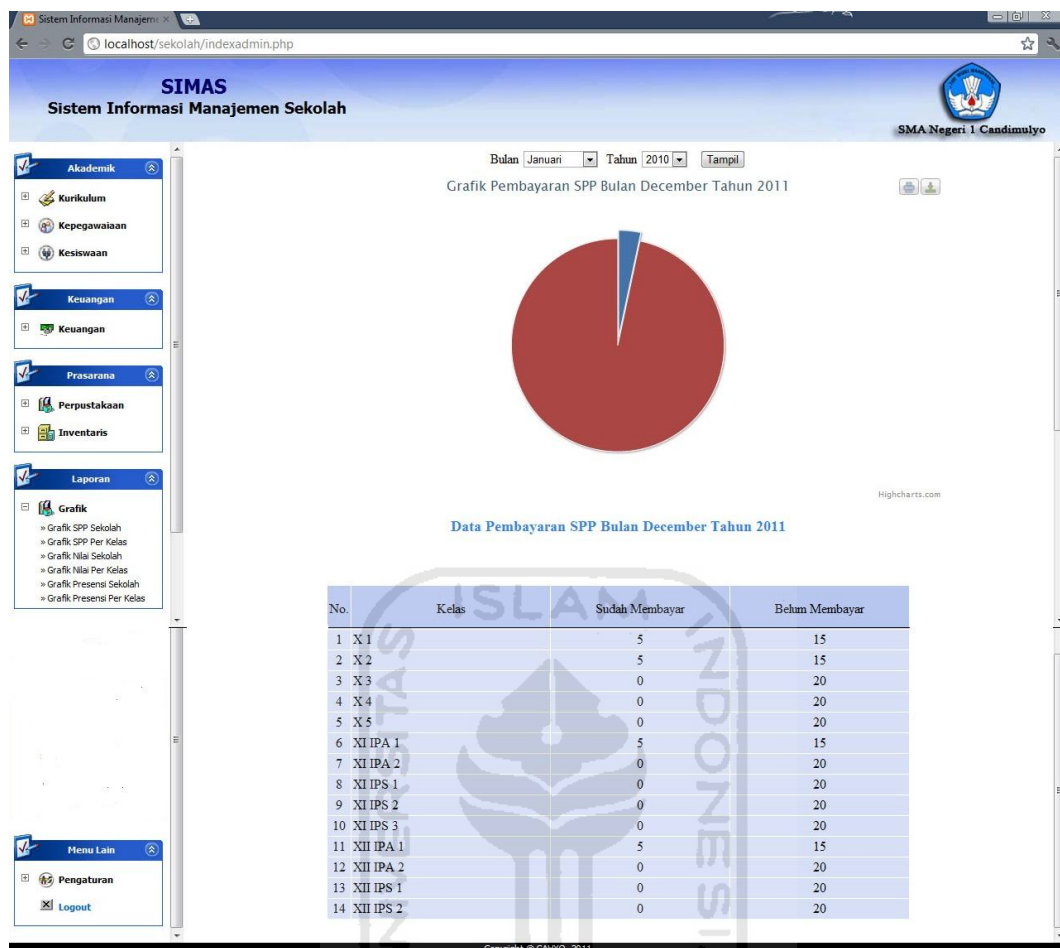 Sistem Informasi Manajeme
localhost/sekolah/indexadmin.php
SIMAS
Sistem Informasi Manajemen Sekolah
SMA Negeri 1 Candimulyo
Akademik
Kurikulum
Kepegawaiaan
Kesiswaan
Keuangan
Keuangan
Prasarana
Perpustakaan
Inventaris
Laporan
Grafik
» Grafik SPP Sekolah
» Grafik SPP Per Kelas
» Grafik Nilai Sekolah
» Grafik Nilai Per Kelas
» Grafik Presensi Sekolah
» Grafik Presensi Per Kelas
Menu Lain
Pengaturan
Logout
Bulan Januari Tahun 2010 Tampil
Grafik Pembayaran SPP Bulan December Tahun 2011
Highcharts.com
Data Pembayaran SPP Bulan December Tahun 2011
No. Kelas Sudah Membayar Belum Membayar
1 X 1 5 15
2 X 2 5 15
3 X 3 0 20
4 X 4 0 20
5 X 5 0 20
6 XI IPA 1 5 15
7 XI IPA 2 0 20
8 XI IPS 1 0 20
9 XI IPS 2 0 20
10 XI IPS 3 0 20
11 XII IPA 1 5 15
12 XII IPA 2 0 20
13 XII IPS 1 0 20
14 XII IPS 2 0 20
ISLAM
INDONESIA
Copyright © 2011